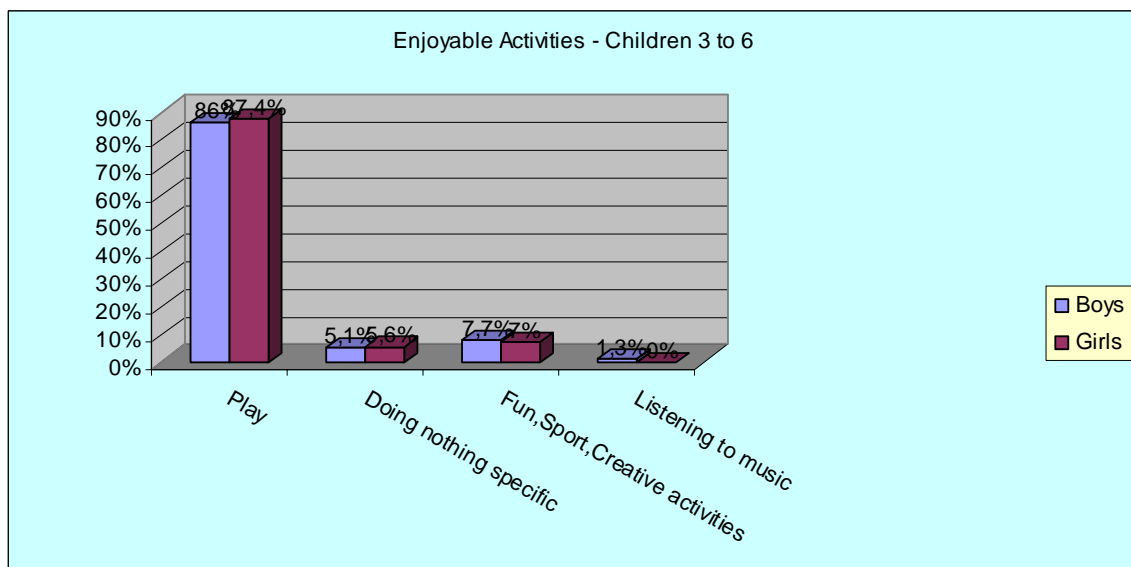 Enjoyable Activities - Children 3 to 6
86% 87,4%
90%
80%
70%
60%
50%
40%
30%
20%
10%
0%
5,1% 5,6%
7,7% 7%
1,3% 0%
Play
Doing nothing specific
Fun,Sport,Creative activities
Listening to music
Boys
Girls